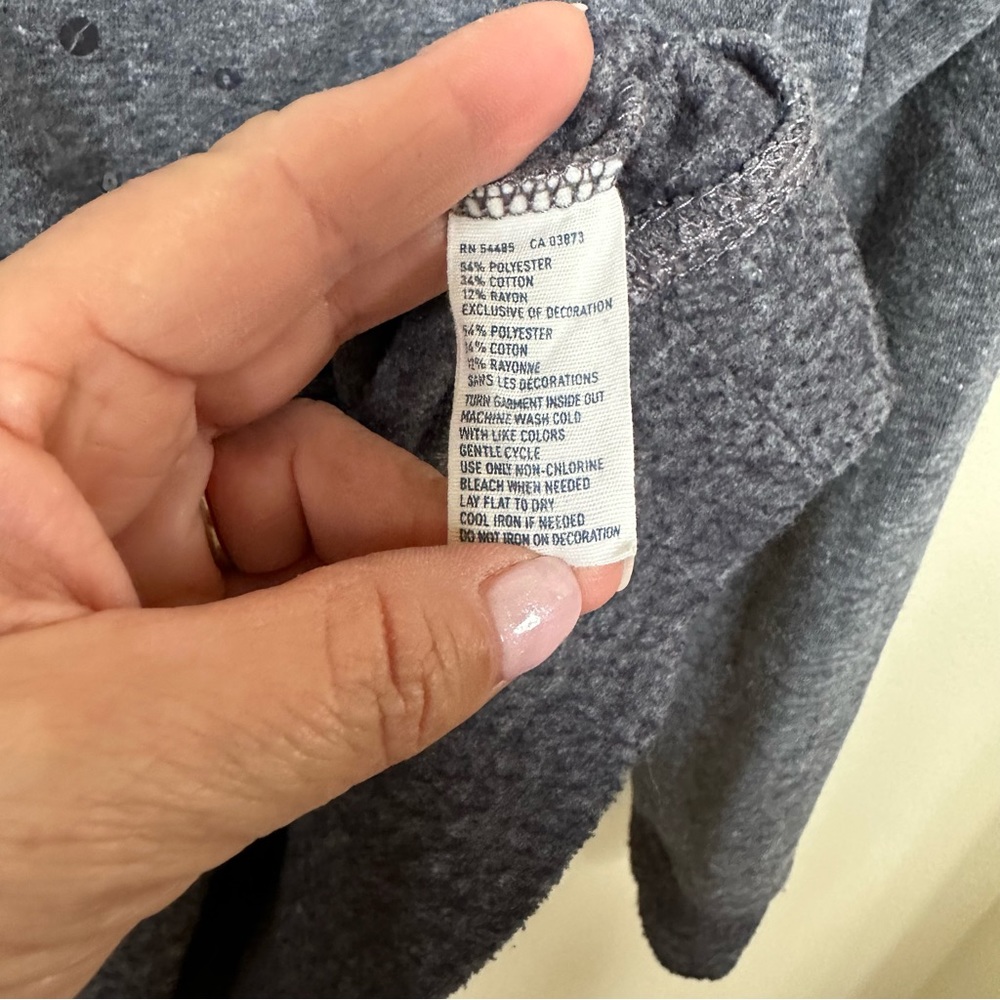 RN 54485 CA 03873
54% POLYESTER
34% COTTON
12% RAYON
EXCLUSIVE OF DECORATION
54% POLYESTER
COTON
RAYONNE
SANS LES DÉCORATIONS
TURN GARMENT INSIDE OUT
MACHINE WASH COLD
WITH LIKE COLORS
GENTLE CYCLE
USE ONLY NON-CHLORINE
BLEACH WHEN NEEDED
LAY FLAT TO DRY
COOL IRON IF NEEDED
DO NOT IRON ON DECORATION